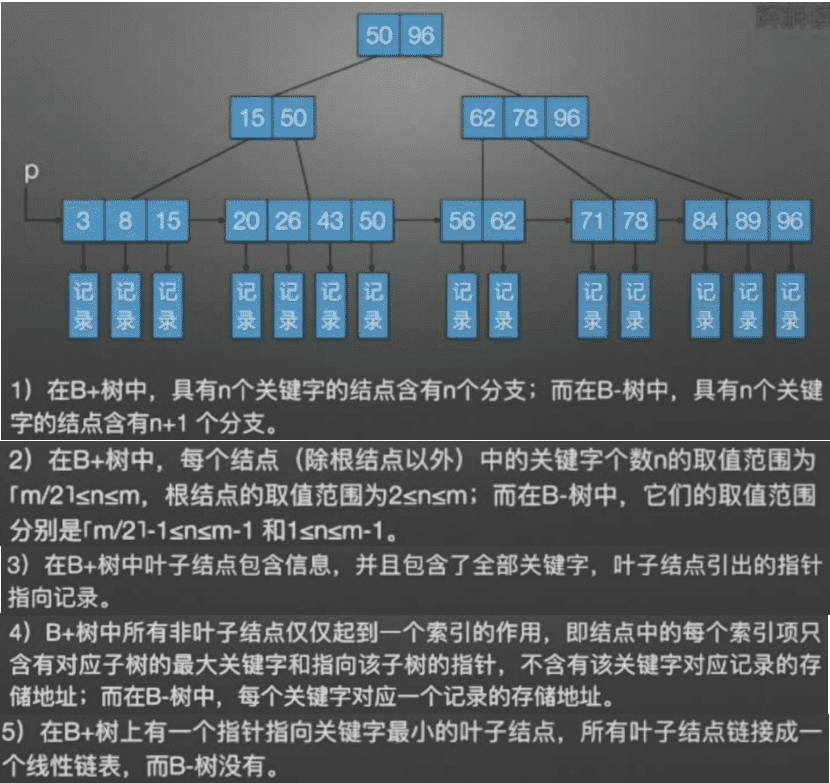 50 96
15 50 62 78 96
p
3 8 15 20 26 43 50 56 62 71 78 84 89 96
记录 记录 记录 记录 记录 记录 记录 记录 记录 记录 记录 记录 记录 记录
1）在B+树中，具有n个关键字的结点含有n个分支；而在B-树中，具有n个关键
字的结点含有n+1 个分支。
2）在B+树中，每个结点（除根结点以外）中的关键字个数n的取值范围为
「m/2˥≤n≤m，根结点的取值范围为2≤n≤m；而在B-树中，它们的取值范围
分别是「m/2˥-1≤n≤m-1 和1≤n≤m-1。
3）在B+树中叶子结点包含信息，并且包含了全部关键字，叶子结点引出的指针
指向记录。
4）B+树中所有非叶子结点仅仅起到一个索引的作用，即结点中的每个索引项只
含有对应子树的最大关键字和指向该子树的指针，不含有该关键字对应记录的存
储地址；而在B-树中，每个关键字对应一个记录的存储地址。
5）在B+树上有一个指针指向关键字最小的叶子结点，所有叶子结点链接成一
个线性链表，而B-树没有。